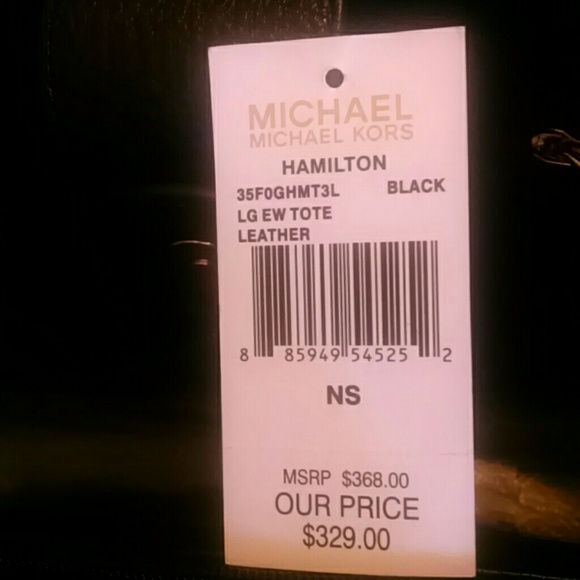 MICHAEL
MICHAEL KORS
HAMILTON
35F0GHMT3L BLACK
LG EW TOTE
LEATHER
8 85949 54525 2
NS
MSRP $368.00
OUR PRICE
$329.00